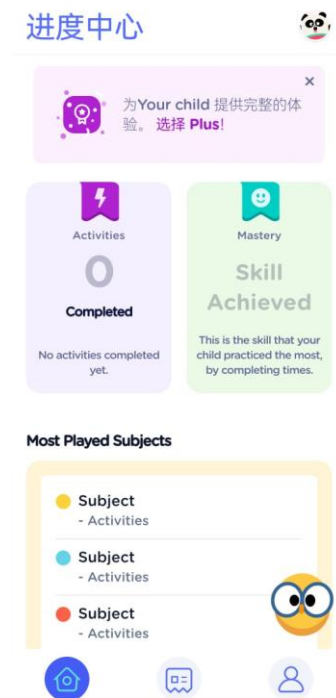 进度中心
为Your child 提供完整的体
验。 选择 Plus!
Activities
0
Completed
No activities completed
yet.
Mastery
Skill
Achieved
This is the skill that your
child practiced the most,
by completing times.
Most Played Subjects
Subject
- Activities
Subject
- Activities
Subject
- Activities